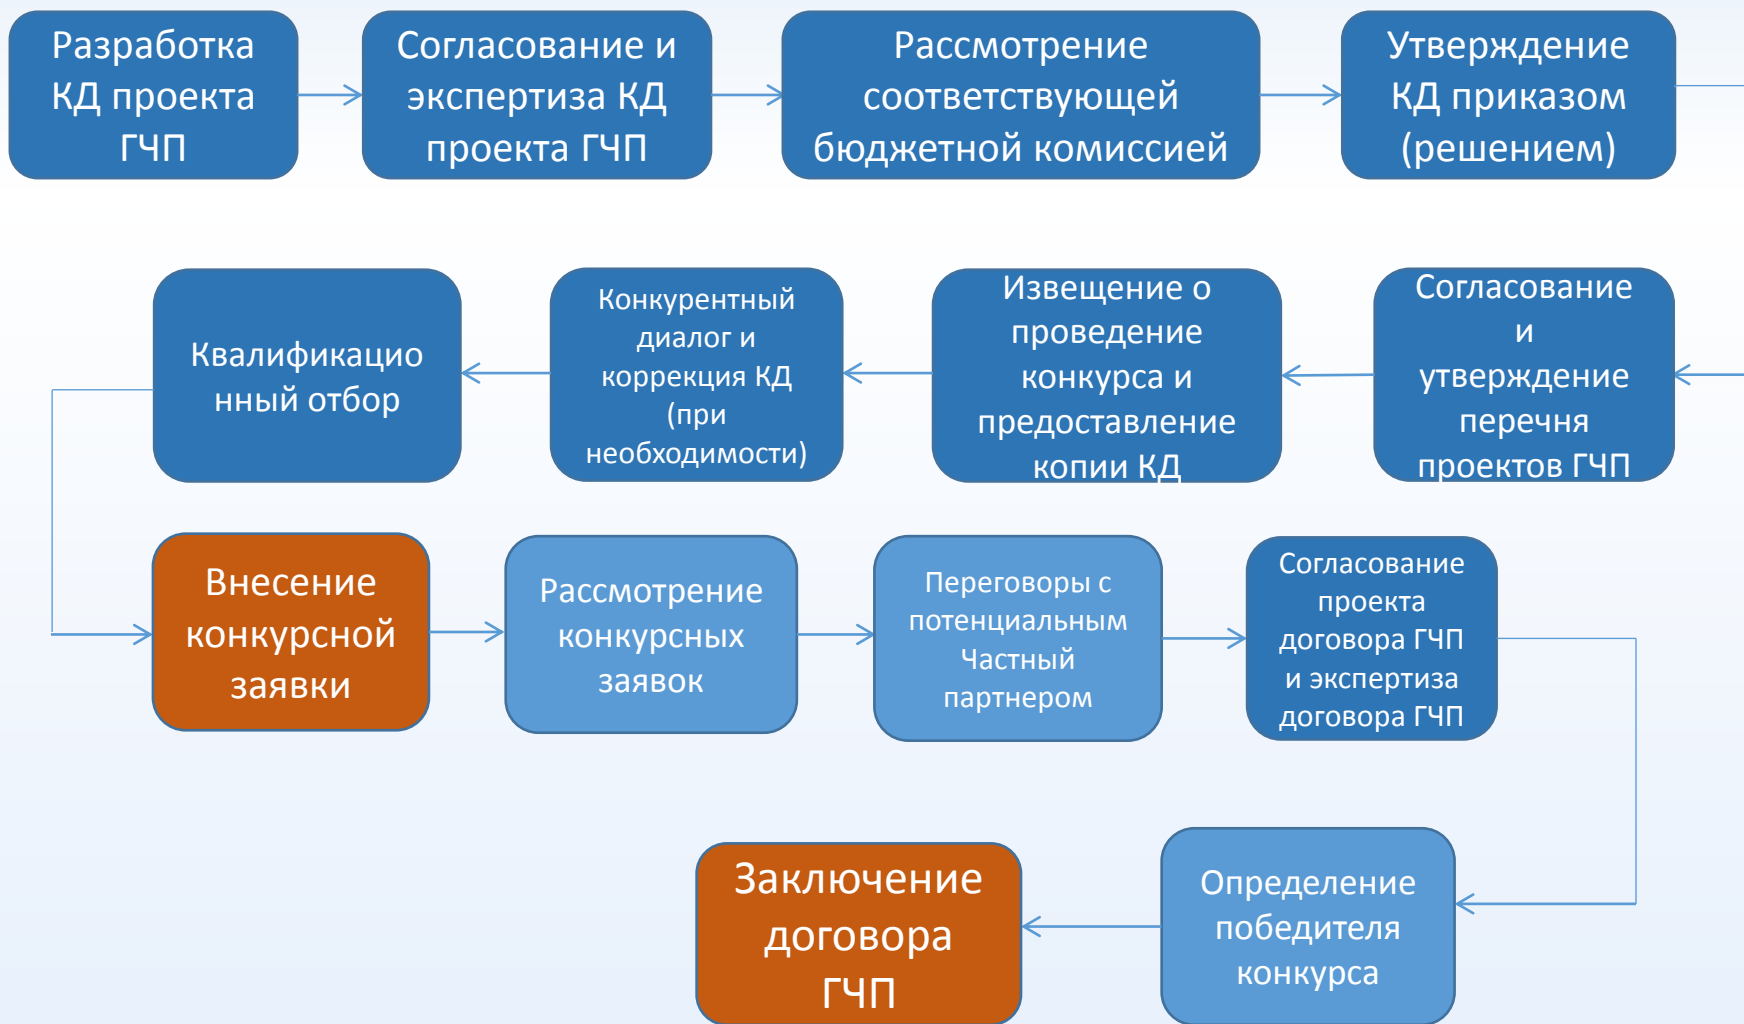 Разработка
КД проекта
ГЧП
Согласование и
экспертиза КД
проекта ГЧП
Рассмотрение
соответствующей
бюджетной комиссией
Утверждение
КД приказом
(решением)
Согласование
и
утверждение
перечня
проектов ГЧП
Извещение о
проведение
конкурса и
предоставление
копии КД
Конкурентный
диалог и
коррекция КД
(при
необходимости)
Квалификацио
нный отбор
Внесение
конкурсной
заявки
Рассмотрение
конкурсных
заявок
Переговоры с
потенциальным
Частный
партнером
Согласование
проекта
договора ГЧП
и экспертиза
договора ГЧП
Определение
победителя
конкурса
Заключение
договора
ГЧП